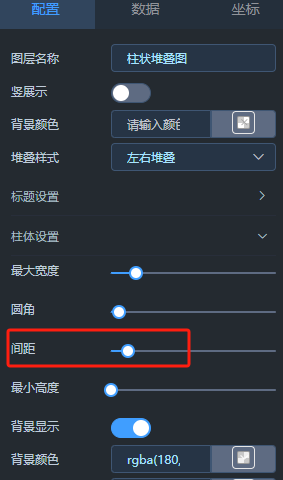 配置 数据 坐标
图层名称 柱状堆叠图
竖展示
背景颜色 请输入颜色
堆叠样式 左右堆叠
标题设置
柱体设置
最大宽度
圆角
间距
最小高度
背景显示
背景颜色 rgba(180,